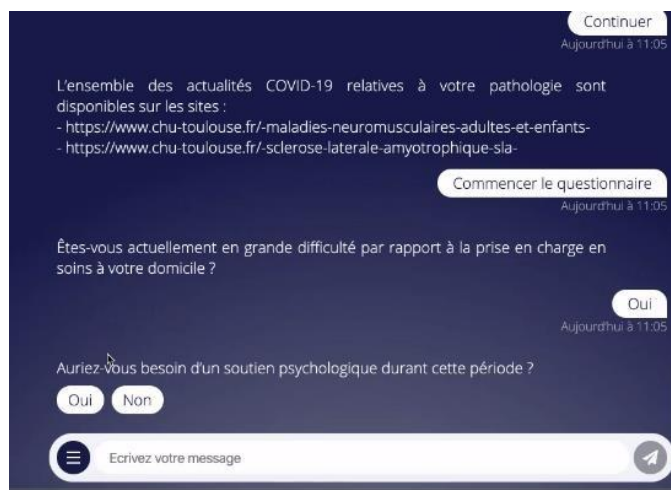 Continuer
Aujourd'hui à 11:05
L'ensemble des actualités COVID-19 relatives à votre pathologie sont
disponibles sur les sites :
- https://www.chu-toulouse.fr/-maladies-neuromusculaires-adultes-et-enfants-
- https://www.chu-toulouse.fr/-sclerose-laterale-amyotrophique-sla-
Commencer le questionnaire
Aujourd'hui à 11:05
Êtes-vous actuellement en grande difficulté par rapport à la prise en charge en
soins à votre domicile ?
Oui
Aujourd'hui à 11:05
Auriez-vous besoin d'un soutien psychologique durant cette période ?
Oui Non
Ecrivez votre message